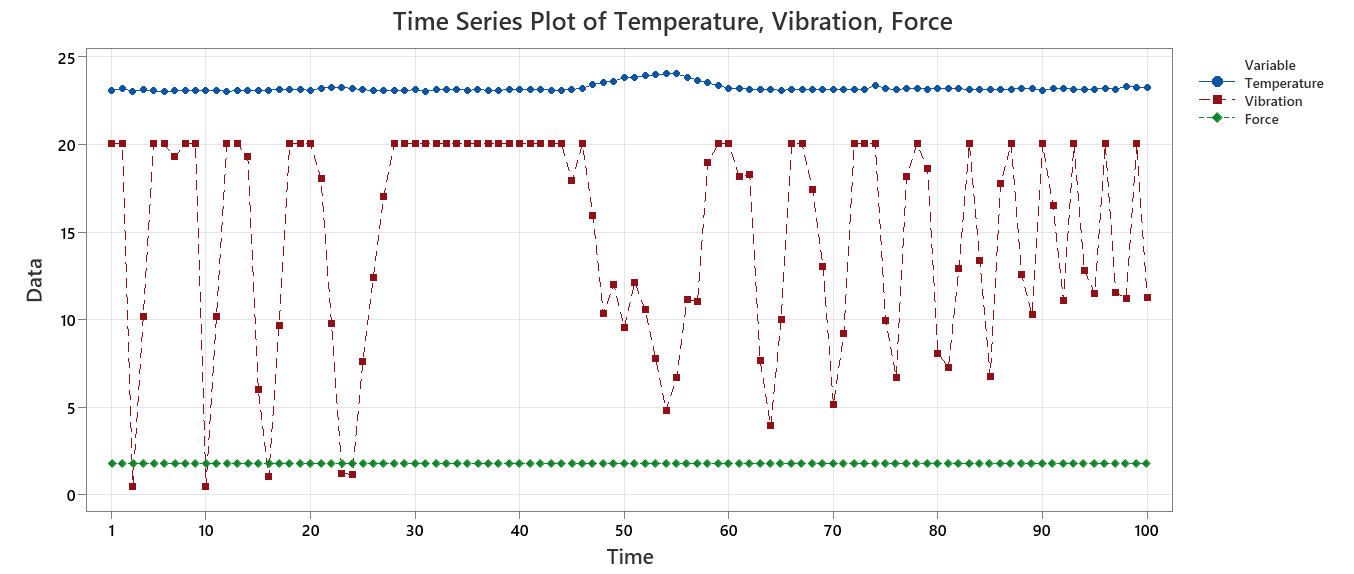 Time Series Plot of Temperature, Vibration, Force
25
20
15
10
5
0
Data
1 10 20 30 40 50 60 70 80 90 100
Time
Variable
Temperature
Vibration
Force